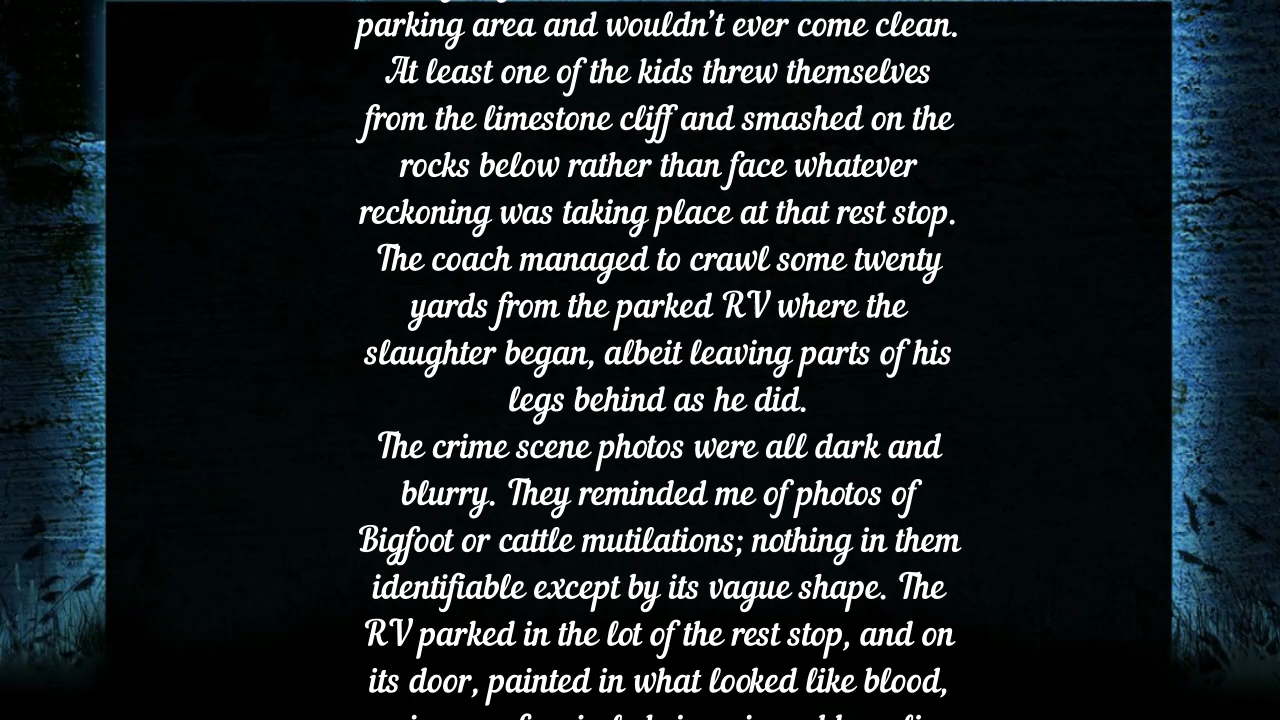 parking area and wouldn’t ever come clean.
At least one of the kids threw themselves
from the limestone cliff and smashed on the
rocks below rather than face whatever
reckoning was taking place at that rest stop.
The coach managed to crawl some twenty
yards from the parked RV where the
slaughter began, albeit leaving parts of his
legs behind as he did.
The crime scene photos were all dark and
blurry. They reminded me of photos of
Bigfoot or cattle mutilations; nothing in them
identifiable except by its vague shape. The
RV parked in the lot of the rest stop, and on
its door, painted in what looked like blood,